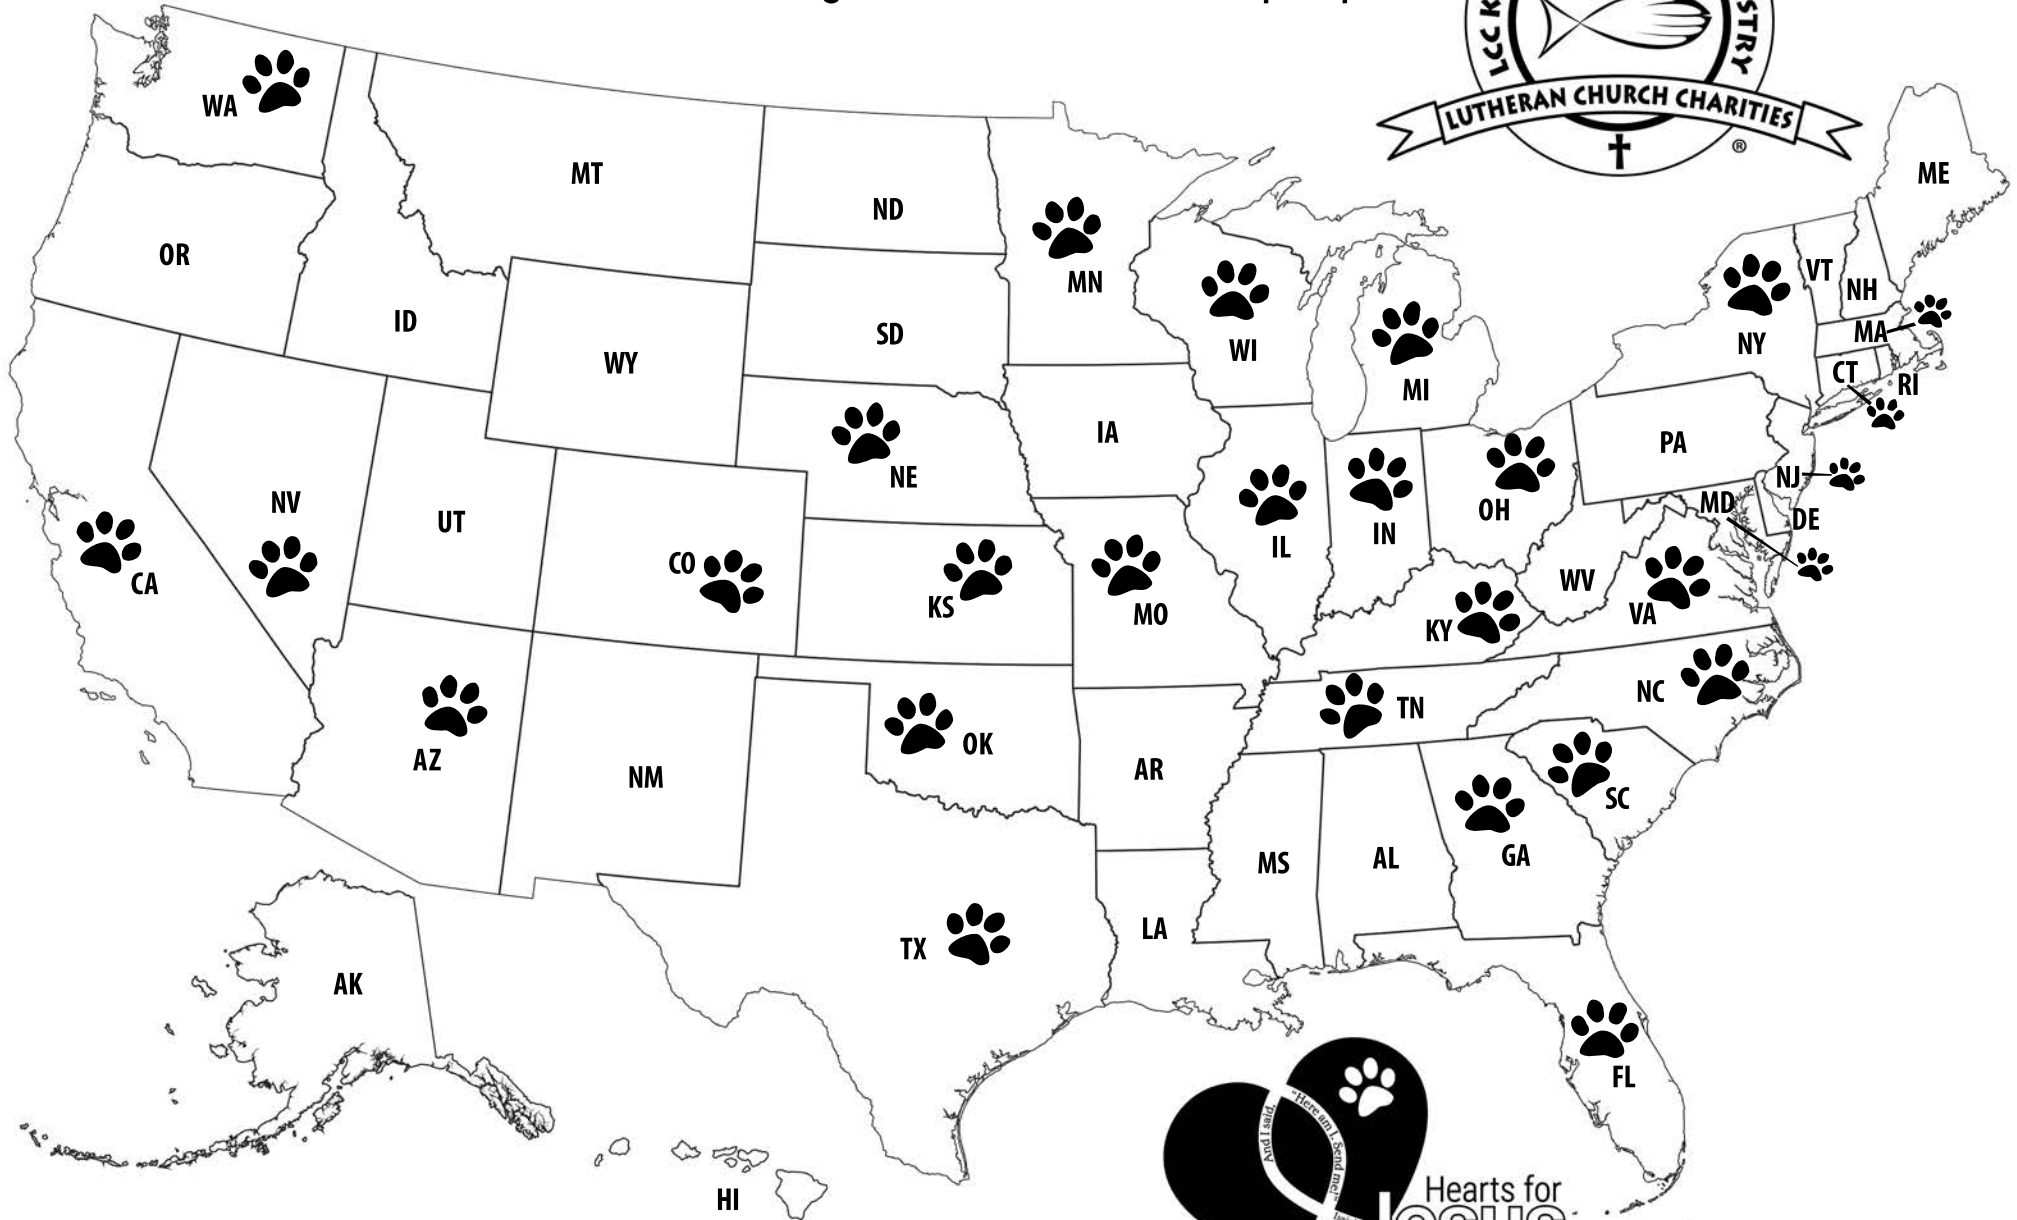 LCC K
STRY
LUTHERAN CHURCH CHARITIES
®
WA
MT
ME
ND
OR
MN
VT
NH
ID
SD
MA
NY
WI
WY
MI
CT
RI
IA
PA
NE
NJ
NV
MD
OH
UT
DE
IN
IL
CO
WV
CA
KS
MO
VA
KY
NC
TN
OK
AZ
AR
NM
SC
GA
AL
MS
LA
TX
AK
FL
And I said,
"Here am I. Send me!"
HI
Hearts for
Jesus